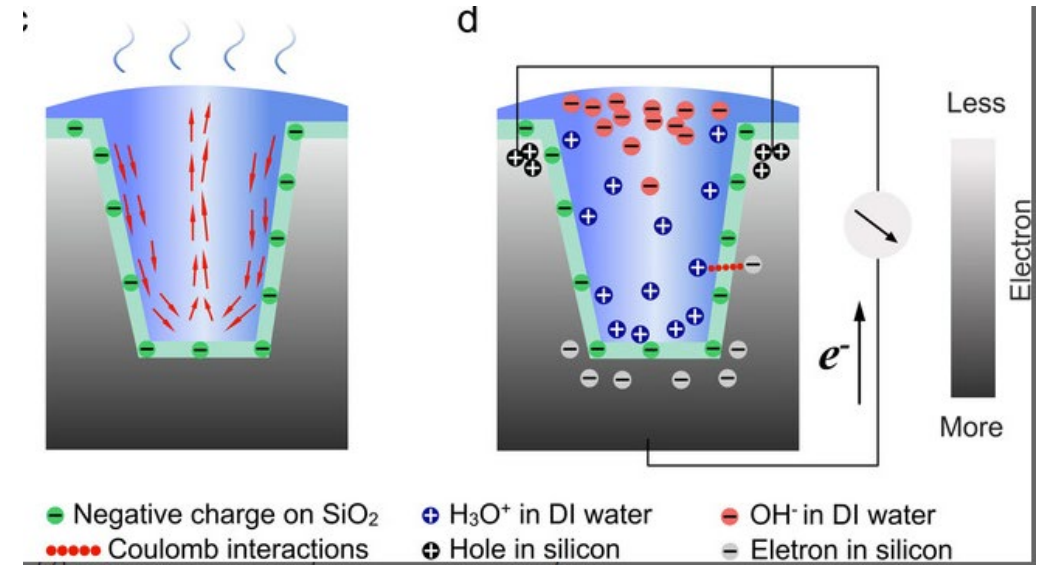 c
d
Less
Electron
More
e-
Negative charge on SiO2
H3O+ in DI water
OH- in DI water
Coulomb interactions
Hole in silicon
Eletron in silicon